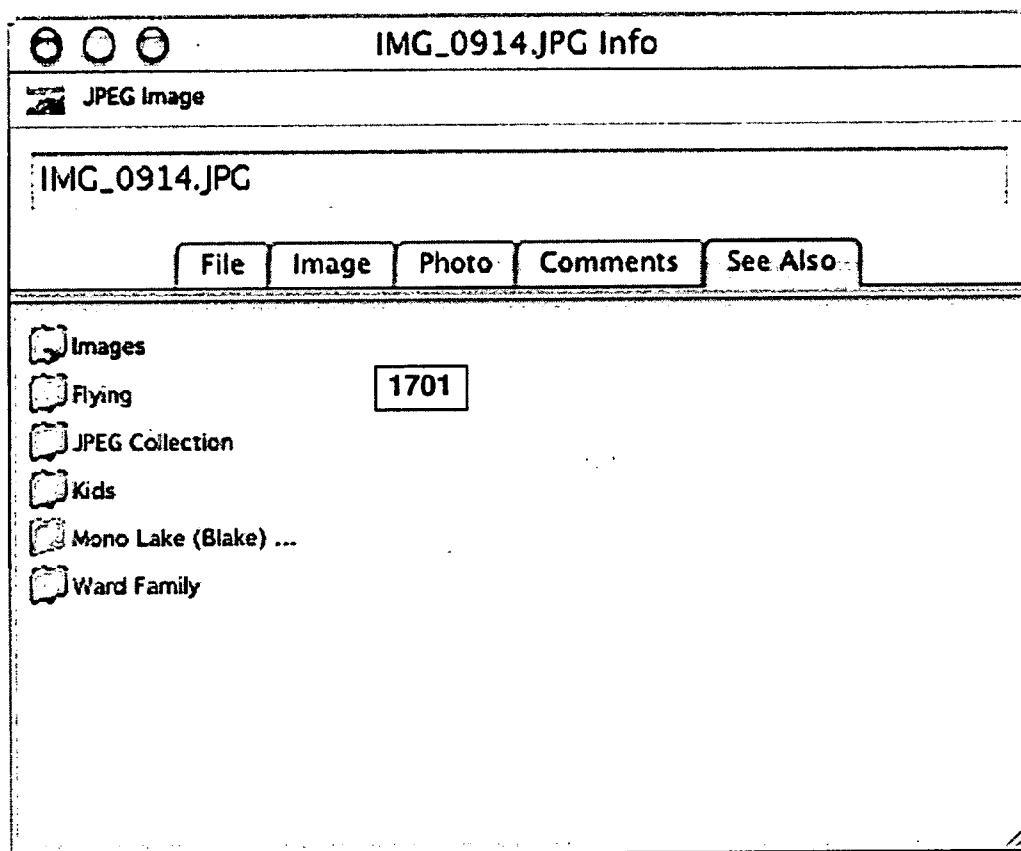 IMG_0914.JPG Info
JPEG Image
IMG_0914.JPG
File Image Photo Comments See Also
Images
Flying
1701
JPEG Collection
Kids
Mono Lake (Blake) ...
Ward Family